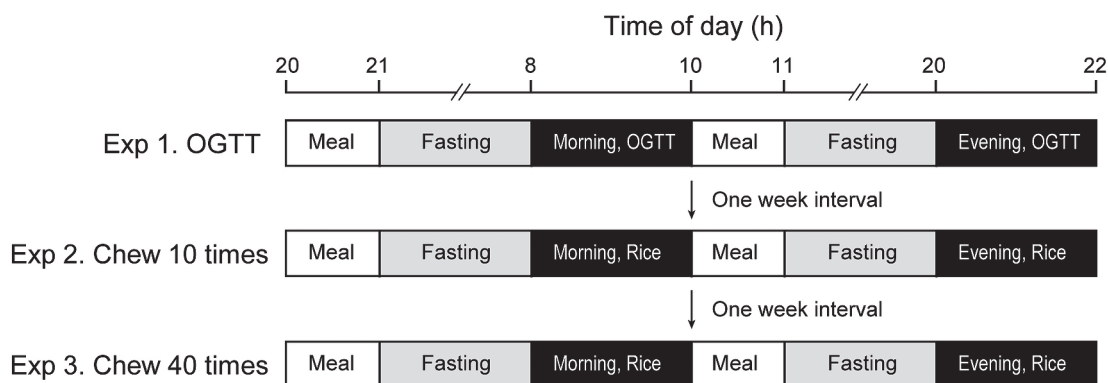 Time of day (h)
20 21 8 10 11 20 22
Exp 1. OGTT Meal Fasting Morning, OGTT Meal Fasting Evening, OGTT
One week interval
Exp 2. Chew 10 times Meal Fasting Morning, Rice Meal Fasting Evening, Rice
One week interval
Exp 3. Chew 40 times Meal Fasting Morning, Rice Meal Fasting Evening, Rice